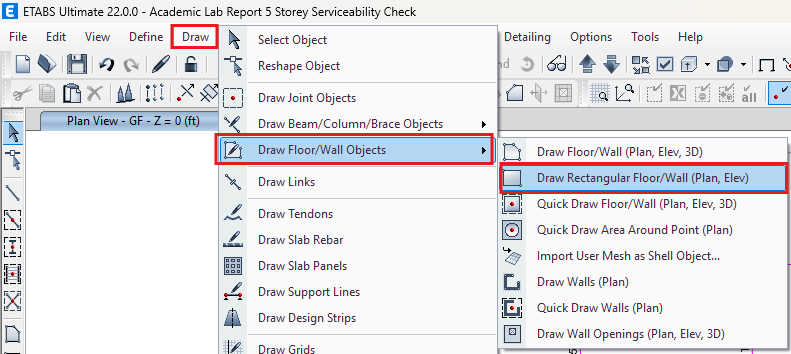 ETABS Ultimate 22.0.0 - Academic Lab Report 5 Storey Serviceability Check
File Edit View Define Draw Detailing Options Tools Help
Select Object
Reshape Object
Draw Joint Objects
all
Plan View - GF - Z = 0 (ft)
Draw Beam/Column/Brace Objects
Draw Floor/Wall Objects
Draw Floor/Wall (Plan, Elev, 3D)
Draw Links
Draw Rectangular Floor/Wall (Plan, Elev)
Quick Draw Floor/Wall (Plan, Elev, 3D)
Draw Tendons
Quick Draw Area Around Point (Plan)
Draw Slab Rebar
Import User Mesh as Shell Object...
Draw Slab Panels
Draw Walls (Plan)
Draw Support Lines
Quick Draw Walls (Plan)
Draw Design Strips
Draw Wall Openings (Plan, Elev, 3D)
Draw Grids